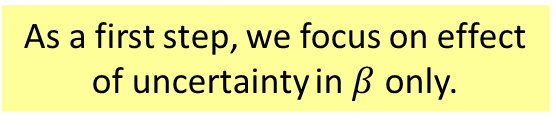 As a first step, we focus on effect
of uncertainty in β only.